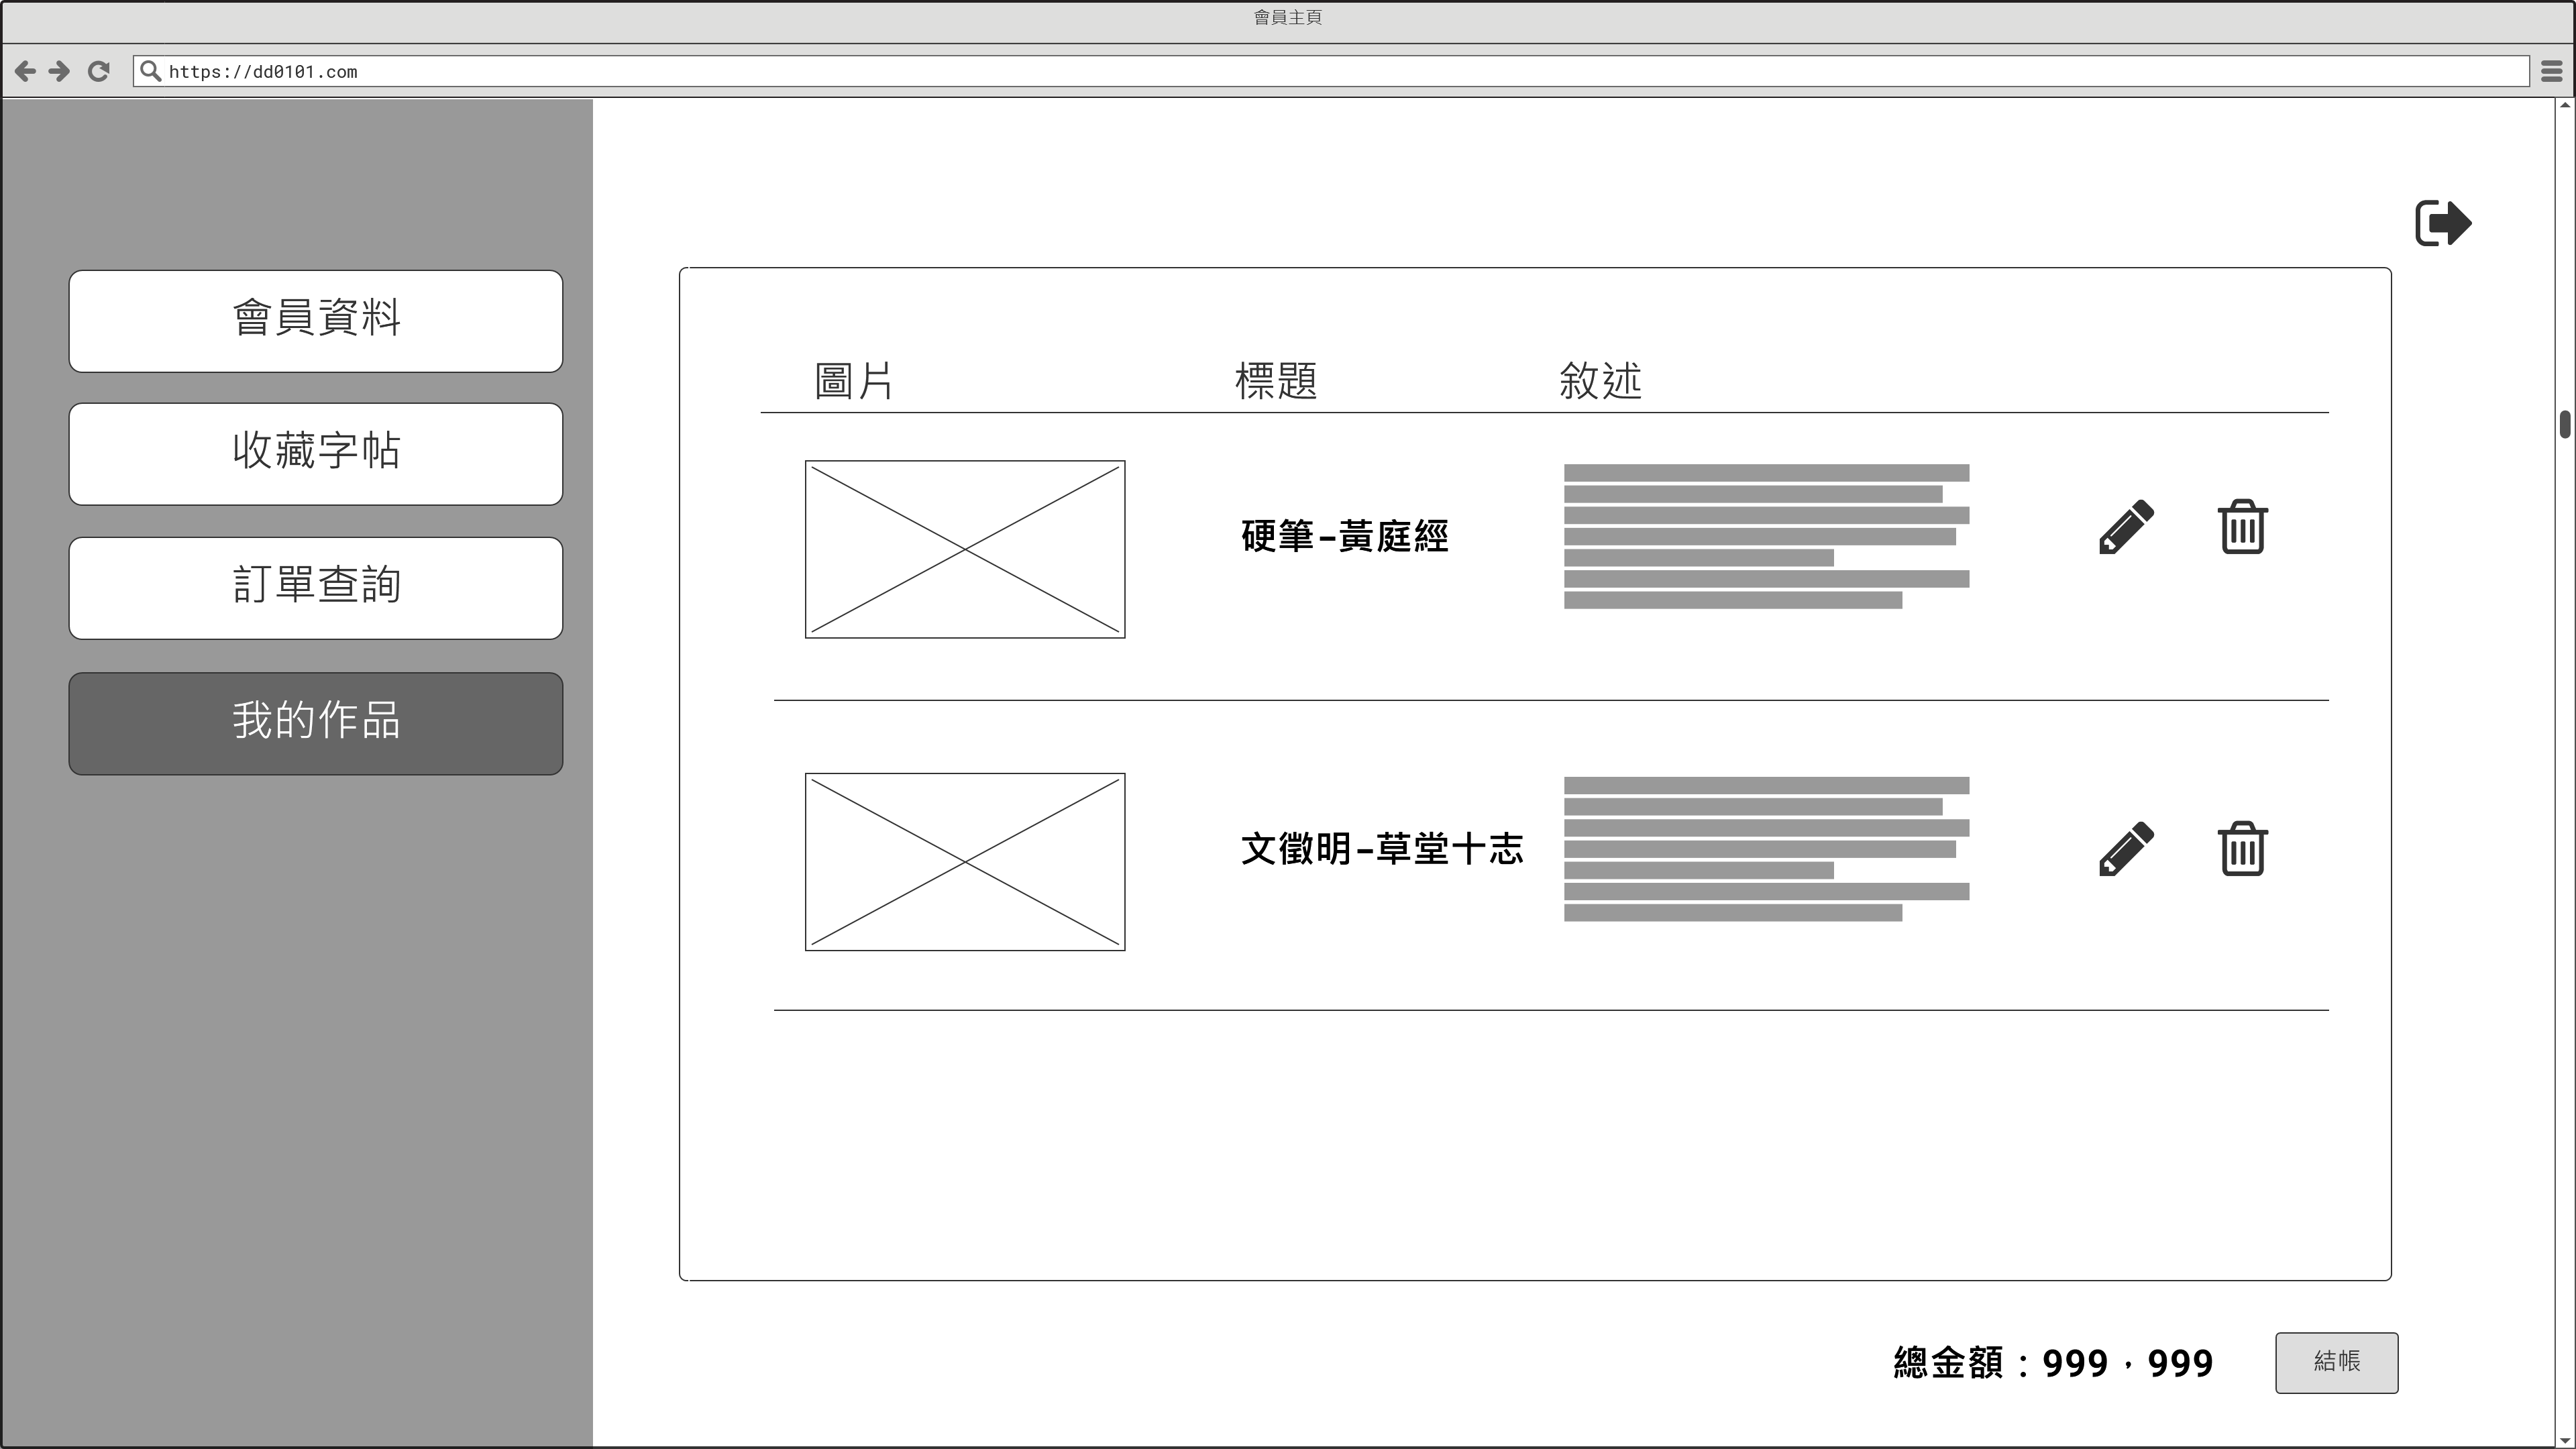 會員主頁
https://dd0101.com
會員資料
收藏字帖
訂單查詢
我的作品
圖片 標題 敘述
硬筆-黃庭經
文徵明-草堂十志
總金額：999，999 結帳